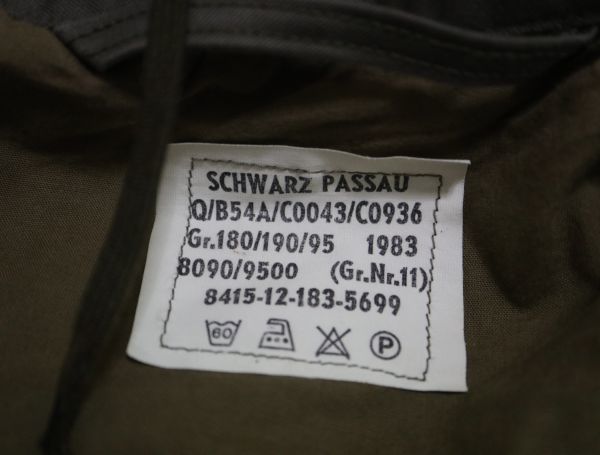 SCHWARZ PASSAU
Q/B54A/C0043/C0936
Gr.180/190/95 1983
8090/9500 (Gr.Nr.11)
8415-12-183-5699
60 P